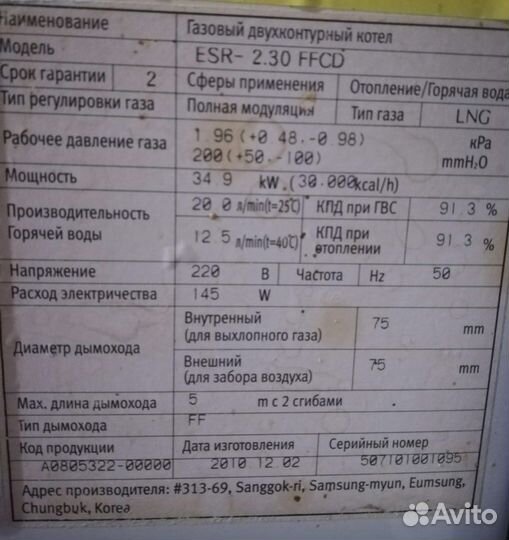 Наименование Газовый двухконтурный котел
Модель ESR- 2.30 FFCD
Срок гарантии 2 Сферы применения Отопление/Горячая вода
Тип регулировки газа Полная модуляция Тип газа LNG
Рабочее давление газа 1.96(+0.48.-0.98) кPa
200(+50.-100) mmH₂O
Мощность 34.9 kW.(30.000kcal/h)
Производительность Горячей воды 20.0 л/min(t=25℃) КПД при ГВС 91.3 %
12.5 л/min(t=40℃) КПД при отоплении 91.3 %
Напряжение 220 В Частота Hz 50
Расход электричества 145 W
Диаметр дымохода Внутренный (для выхлопного газа) 75 mm
Внешний (для забора воздуха) 75 mm
Мах. длина дымохода 5 m с 2 сгибами
Тип дымохода FF
Код продукции Дата изготовления Серийный номер
A0805322-00000 2010.12.02 507101001095
Адрес производителя: #313-69, Sanggok-ri, Samsung-myun, Eumsung,
Chungbuk, Korea
Avito